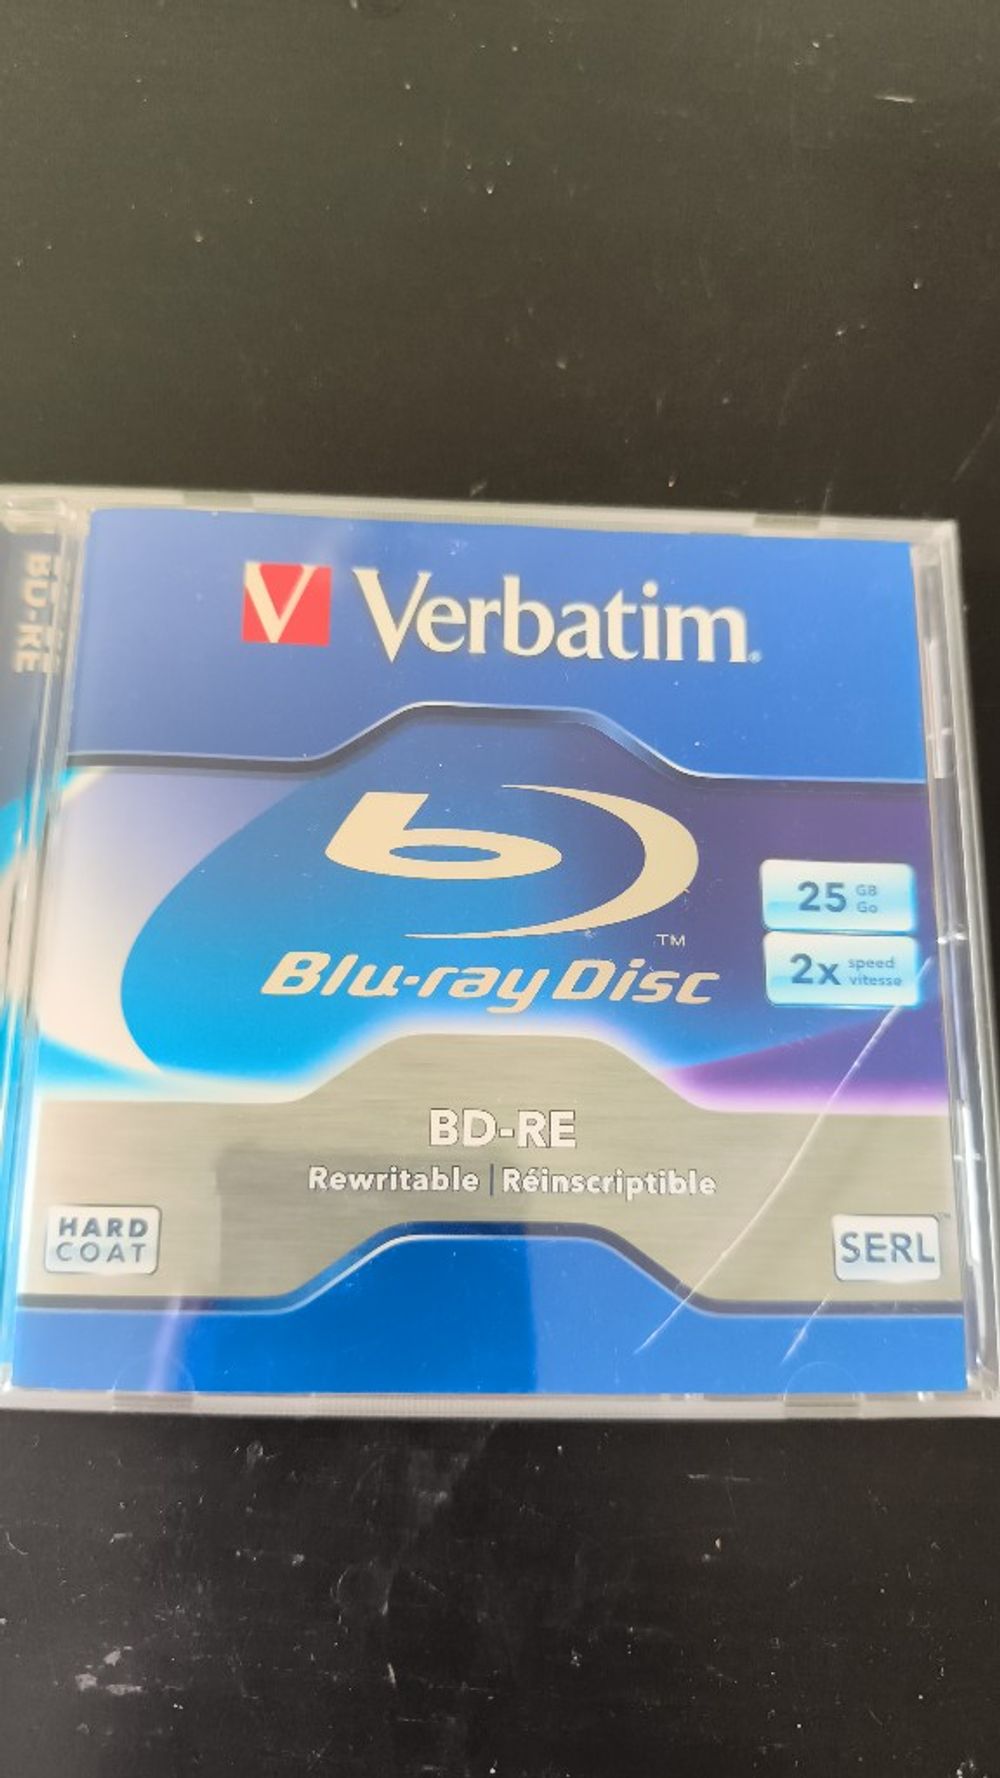 BD-RE
V Verbatim®
25 GB
Go
2x speed
vitesse
b
™
Blu-ray Disc
BD-RE
Rewritable | Réinscriptible
HARD
COAT
SERL™